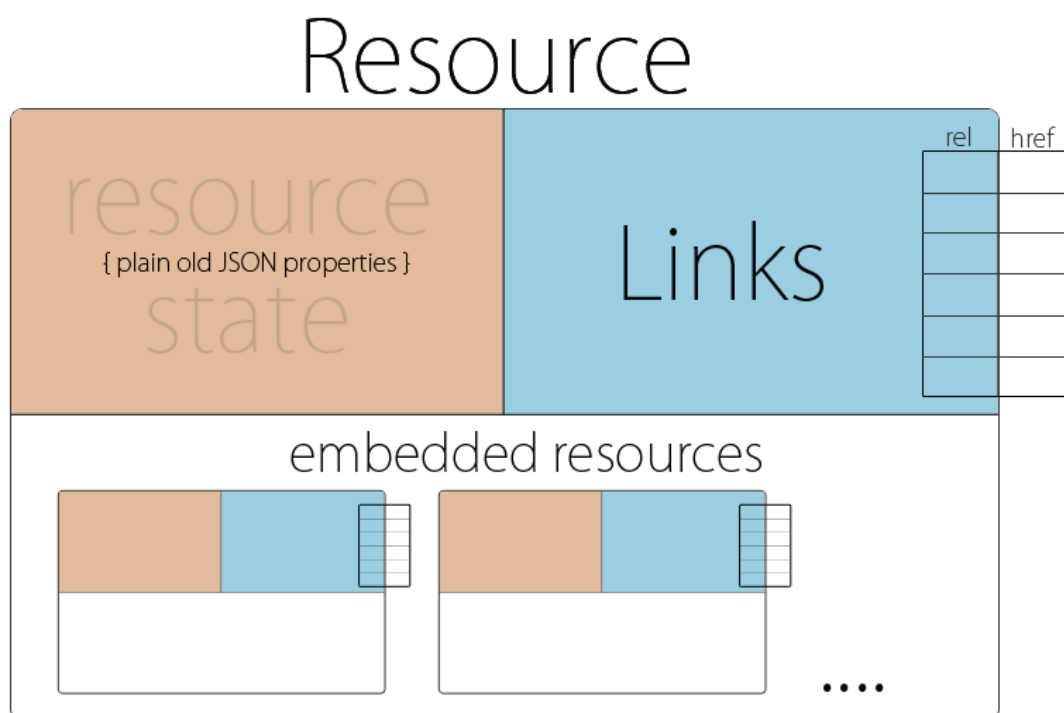 Resource
resource
{ plain old JSON properties }
state
Links
rel href
embedded resources
....